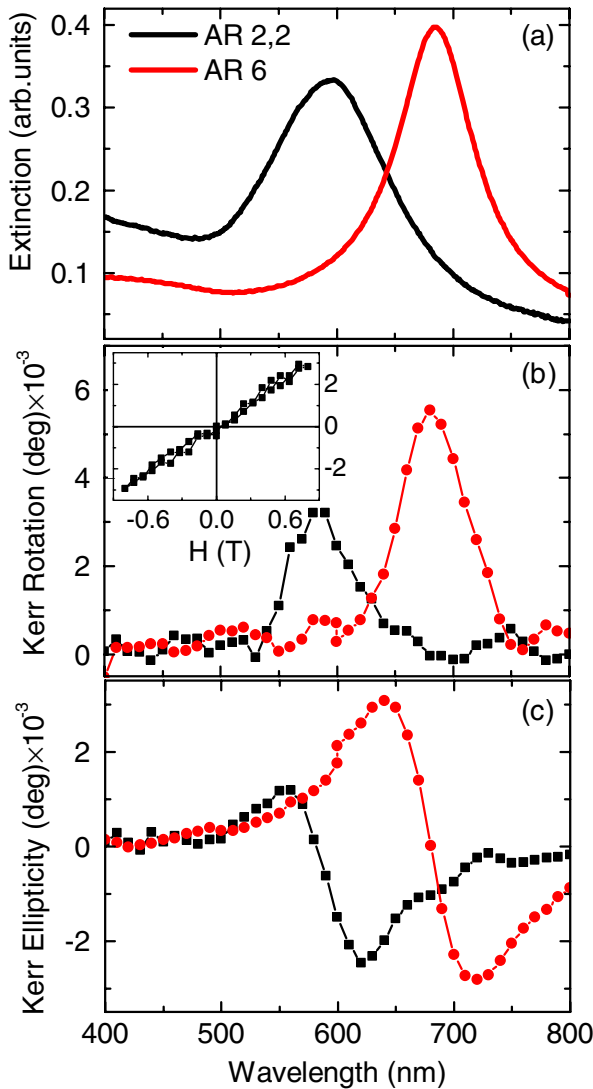 0.4
0.3
0.2
0.1
Extinction (arb.units)
AR 2,2
AR 6
(a)
6
4
2
0
Kerr Rotation (deg)×10⁻³
(b)
2
0
-2
-0.6 0.0 0.6
H (T)
2
0
-2
Kerr Ellipticity (deg)×10⁻³
(c)
400 500 600 700 800
Wavelength (nm)